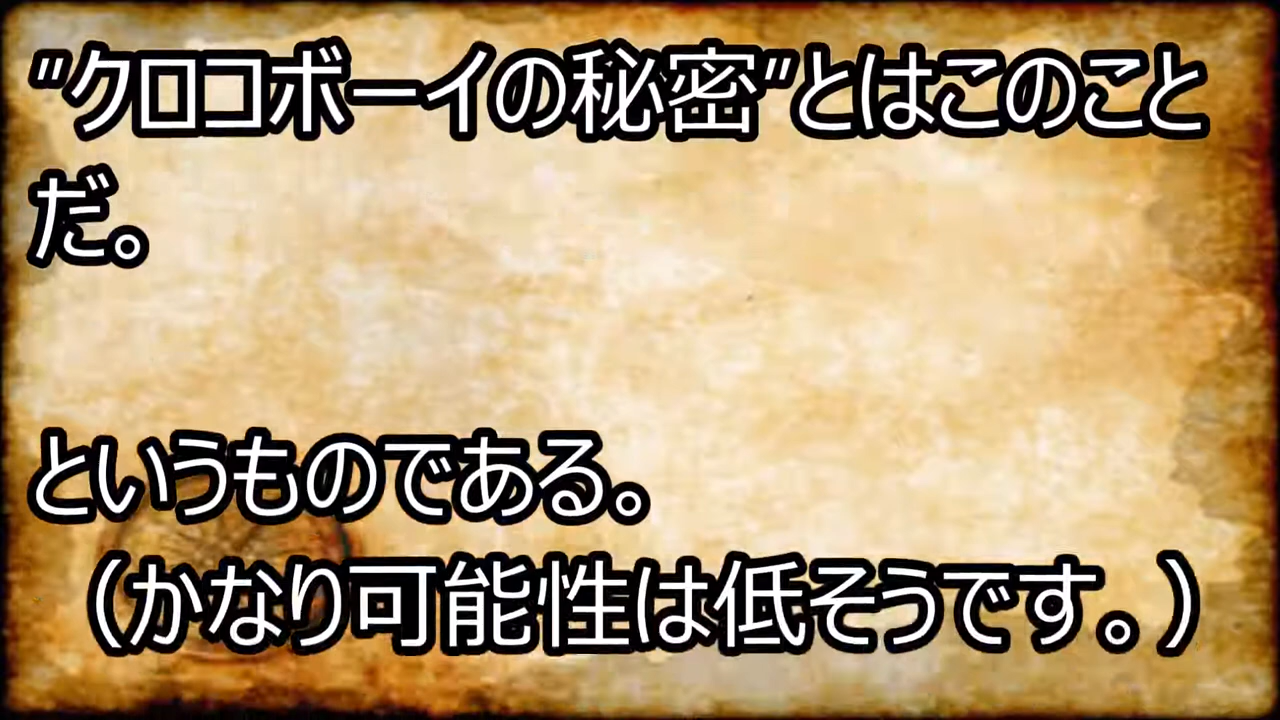 "クロコボーイの秘密"とはこのこと
だ。
というものである。
（かなり可能性は低そうです。）